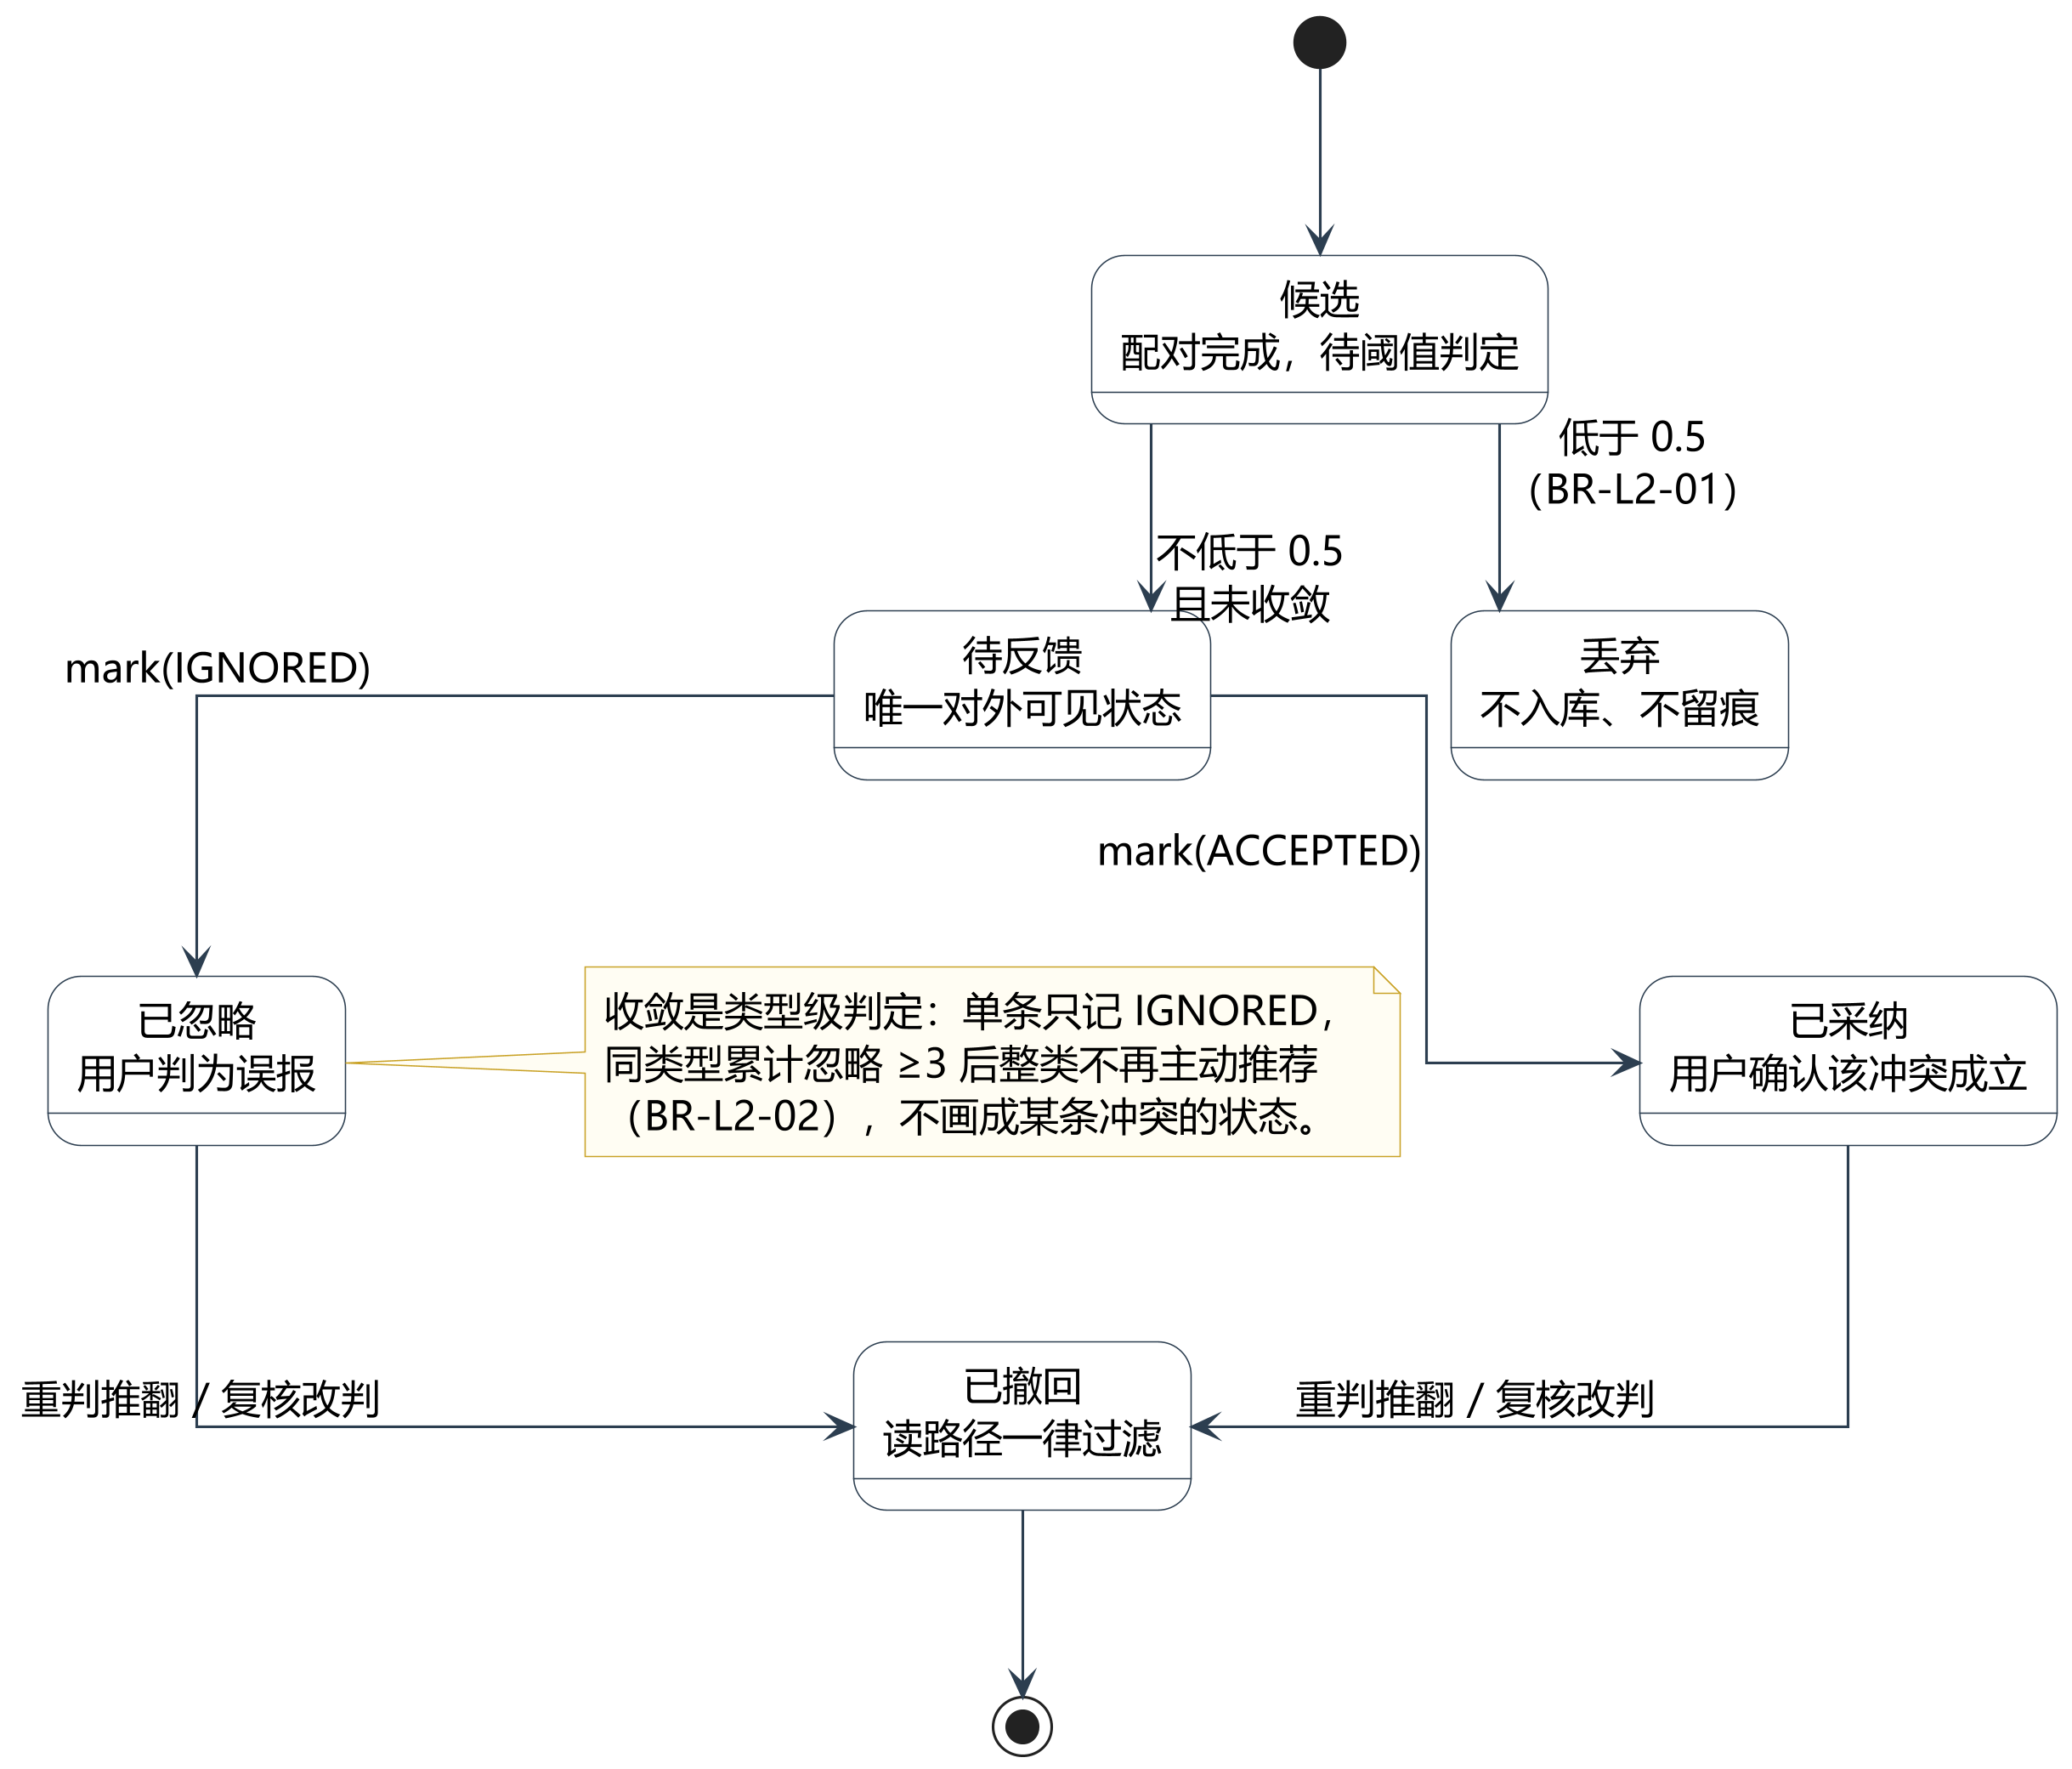 候选
配对完成，待阈值判定
低于 0.5
（BR-L2-01）
不低于 0.5
且未收敛
待反馈
唯一对外可见状态
丢弃
不入库、不留痕
mark(IGNORED)
mark(ACCEPTED)
已忽略
用户判为误报
收敛是类型级判定：单条只记 IGNORED，
同类型累计忽略 ≥3 后整类不再主动推荐
（BR-L2-02），不画成某条冲突的状态。
已采纳
用户确认该冲突成立
重判推翻 / 复核改判
已撤回
读路径一律过滤
重判推翻 / 复核改判